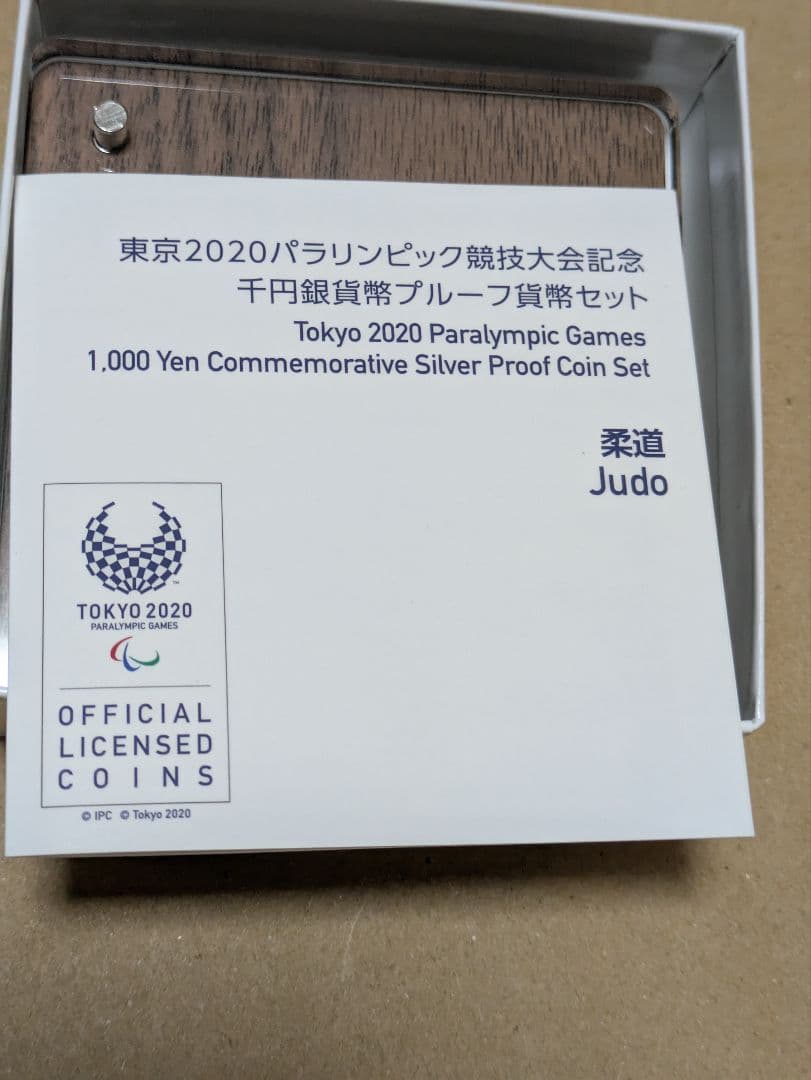 東京2020パラリンピック競技大会記念
千円銀貨幣プルーフ貨幣セット
Tokyo 2020 Paralympic Games
1,000 Yen Commemorative Silver Proof Coin Set
柔道
Judo
TM
TOKYO 2020
PARALYMPIC GAMES
OFFICIAL
LICENSED
COINS
© IPC © Tokyo 2020